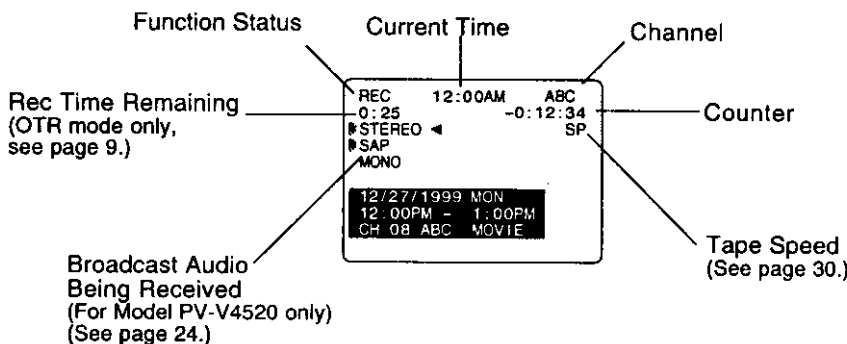 Function Status
Current Time
Channel
Rec Time Remaining
(OTR mode only,
see page 9.)
REC 12:00AM ABC
0:25 -0:12:34
STEREO ◄ SP
SAP
MONO
12/27/1999 MON
12:00PM - 1:00PM
CH 08 ABC MOVIE
Counter
Tape Speed
(See page 30.)
Broadcast Audio
Being Received
(For Model PV-V4520 only)
(See page 24.)